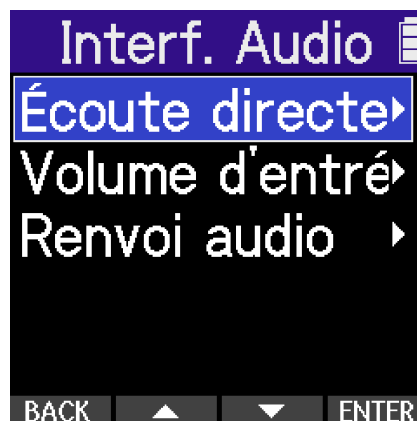 Interf. Audio
Écoute directe
Volume d'entré
Renvoi audio
BACK ENTER